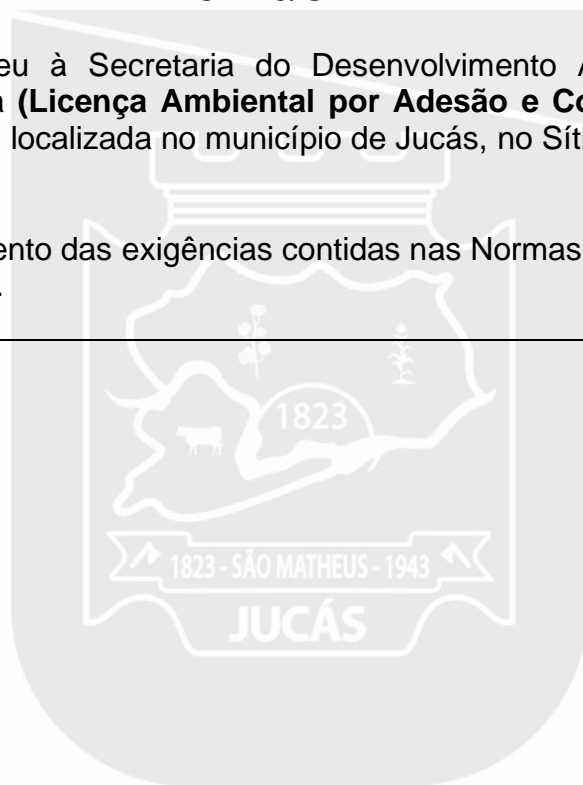 eu à Secretaria do Desenvolvimento
(Licença Ambiental por Adesão e Co
localizada no município de Jucás, no Sít
ento das exigências contidas nas Normas
1823
1823 - SÃO MATHEUS - 1943
JUCÁS